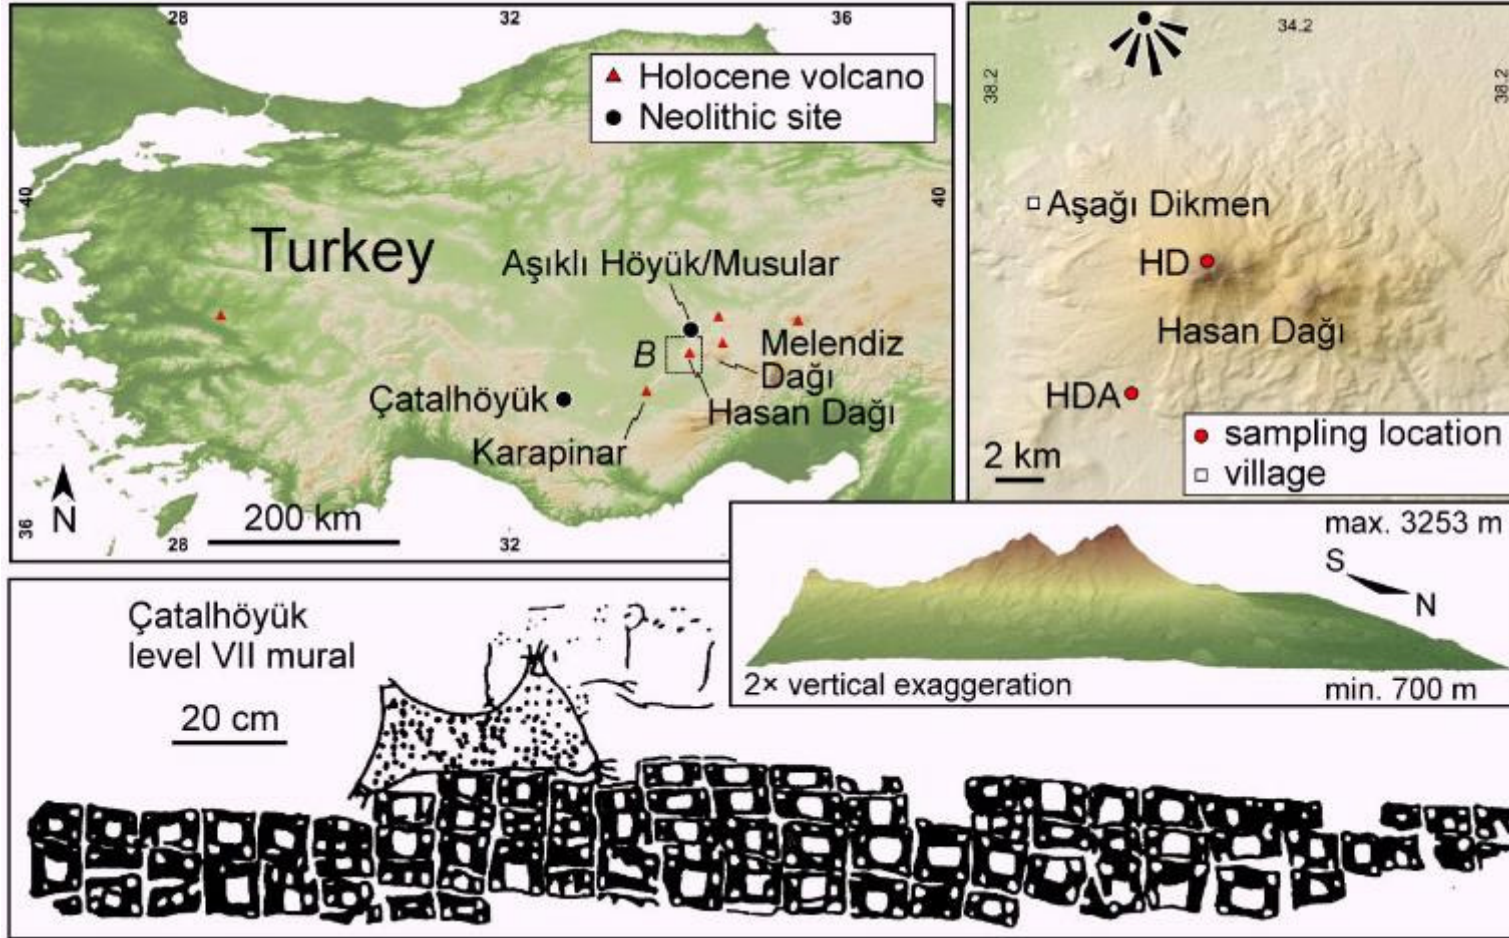 28
32
36
Holocene volcano
Neolithic site
40
40
Turkey
Aşıklı Höyük/Musular
B
Melendiz
Dağı
Çatalhöyük
Hasan Dağı
Karapinar
N
200 km
36
28
32
34.2
38.2
38.2
Aşağı Dikmen
HD
Hasan Dağı
HDA
sampling location
village
2 km
max. 3253 m
S
N
2× vertical exaggeration
min. 700 m
Çatalhöyük
level VII mural
20 cm